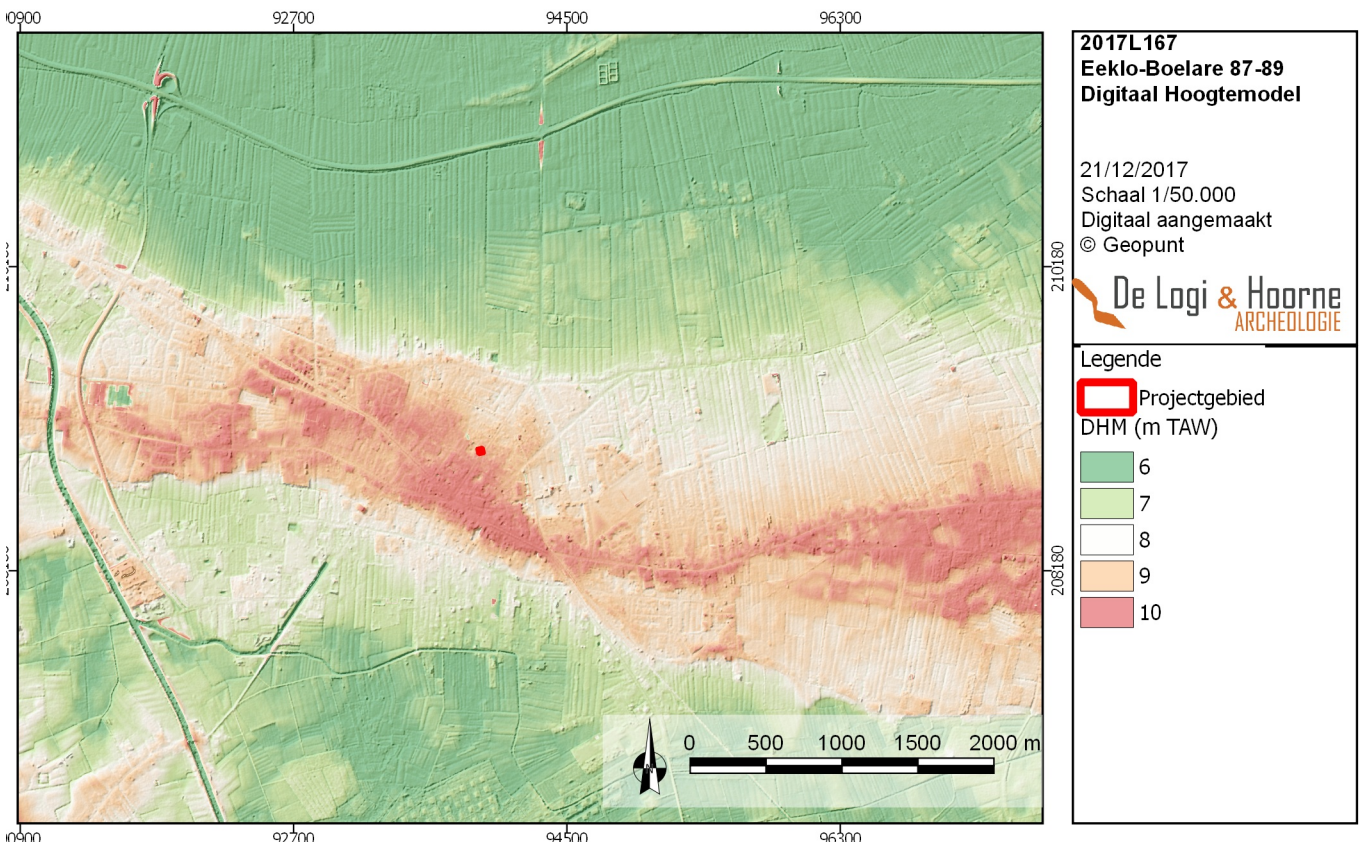 92700 94500 96300
210180
208180
92700 94500 96300
0 500 1000 1500 2000 m
N
2017L167
Eeklo-Boelare 87-89
Digitaal Hoogtemodel
21/12/2017
Schaal 1/50.000
Digitaal aangemaakt
© Geopunt
De Logi & Hoorne
ARCHEOLOGIE
Legende
Projectgebied
DHM (m TAW)
6
7
8
9
10